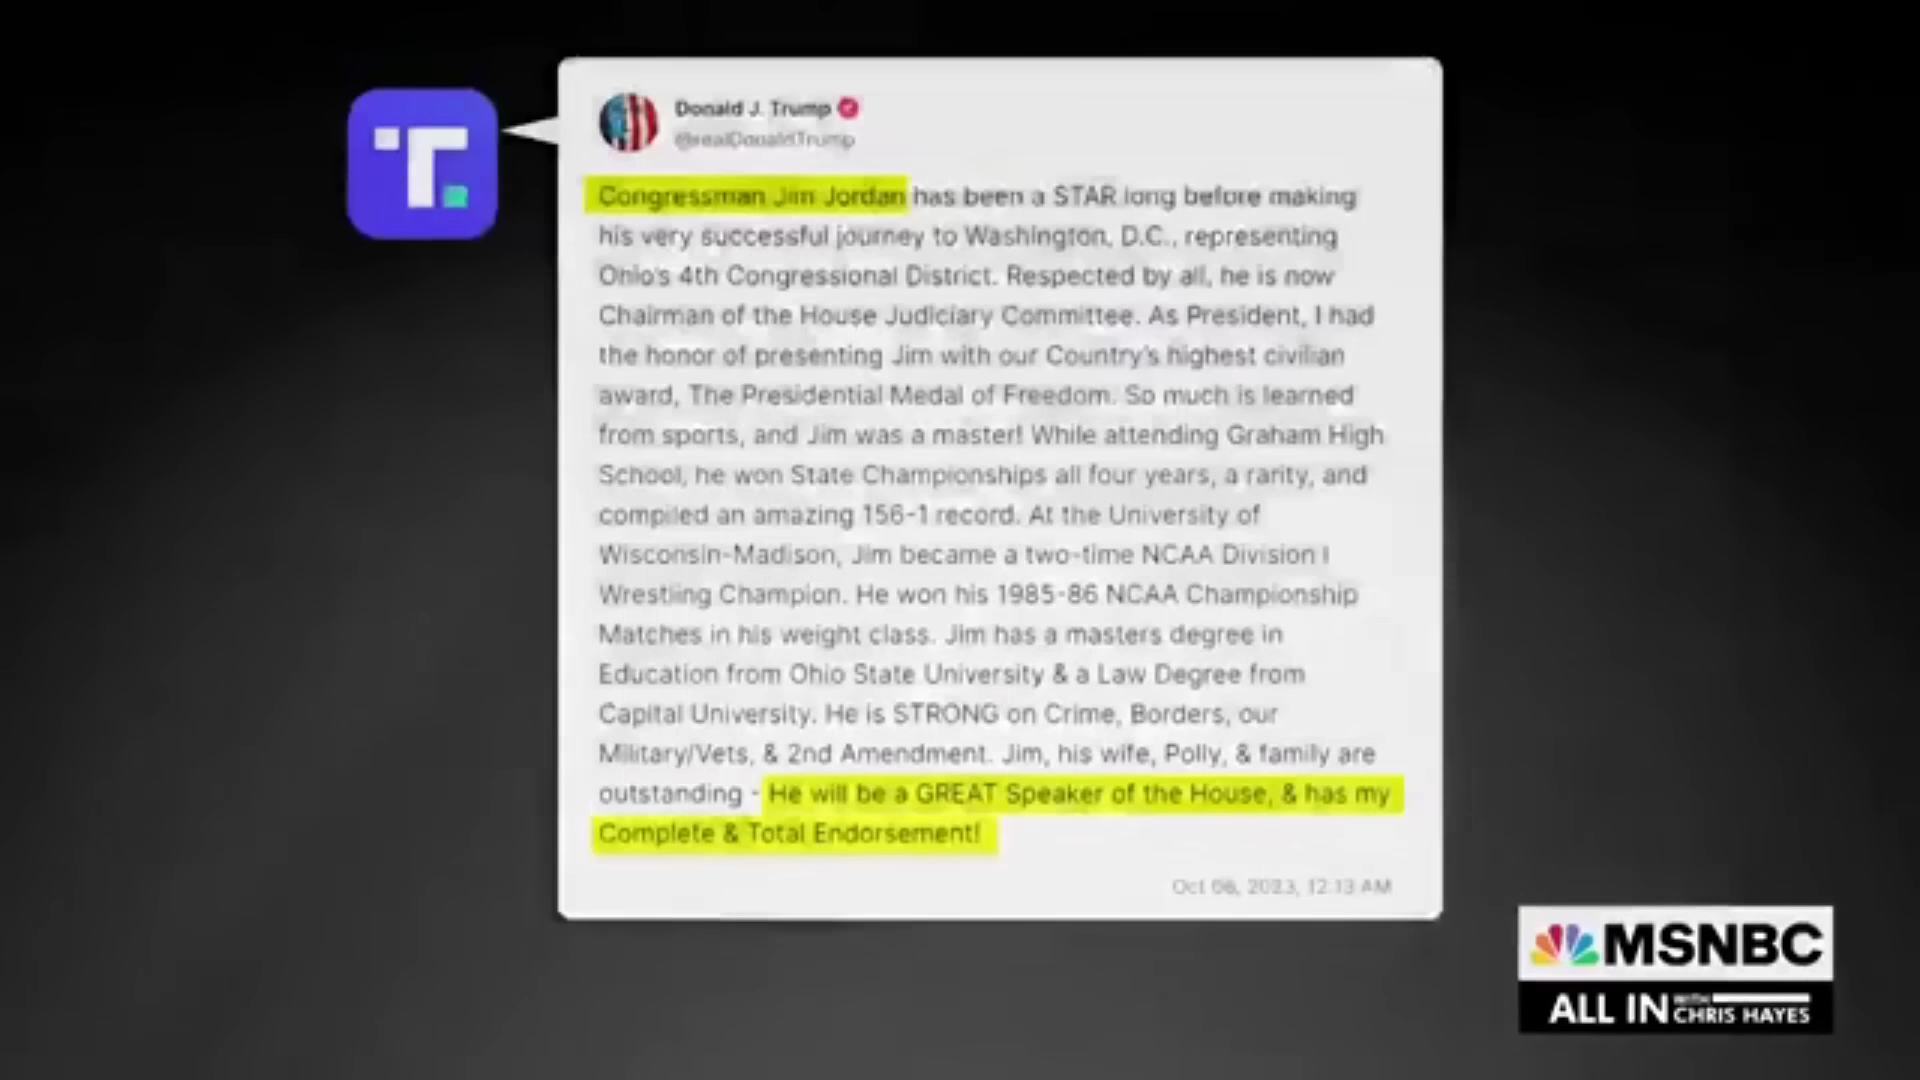 T.
Donald J. Trump
@realDonaldTrump
Congressman Jim Jordan has been a STAR long before making
his very successful journey to Washington, D.C., representing
Ohio's 4th Congressional District. Respected by all, he is now
Chairman of the House Judiciary Committee. As President, I had
the honor of presenting Jim with our Country's highest civilian
award, The Presidential Medal of Freedom. So much is learned
from sports, and Jim was a master! While attending Graham High
School, he won State Championships all four years, a rarity, and
compiled an amazing 156-1 record. At the University of
Wisconsin-Madison, Jim became a two-time NCAA Division I
Wrestling Champion. He won his 1985-86 NCAA Championship
Matches in his weight class. Jim has a masters degree in
Education from Ohio State University & a Law Degree from
Capital University. He is STRONG on Crime, Borders, our
Military/Vets, & 2nd Amendment. Jim, his wife, Polly, & family are
outstanding - He will be a GREAT Speaker of the House, & has my
Complete & Total Endorsement!
Oct 06, 2023, 12:13 AM
MSNBC
ALL IN WITH CHRIS HAYES